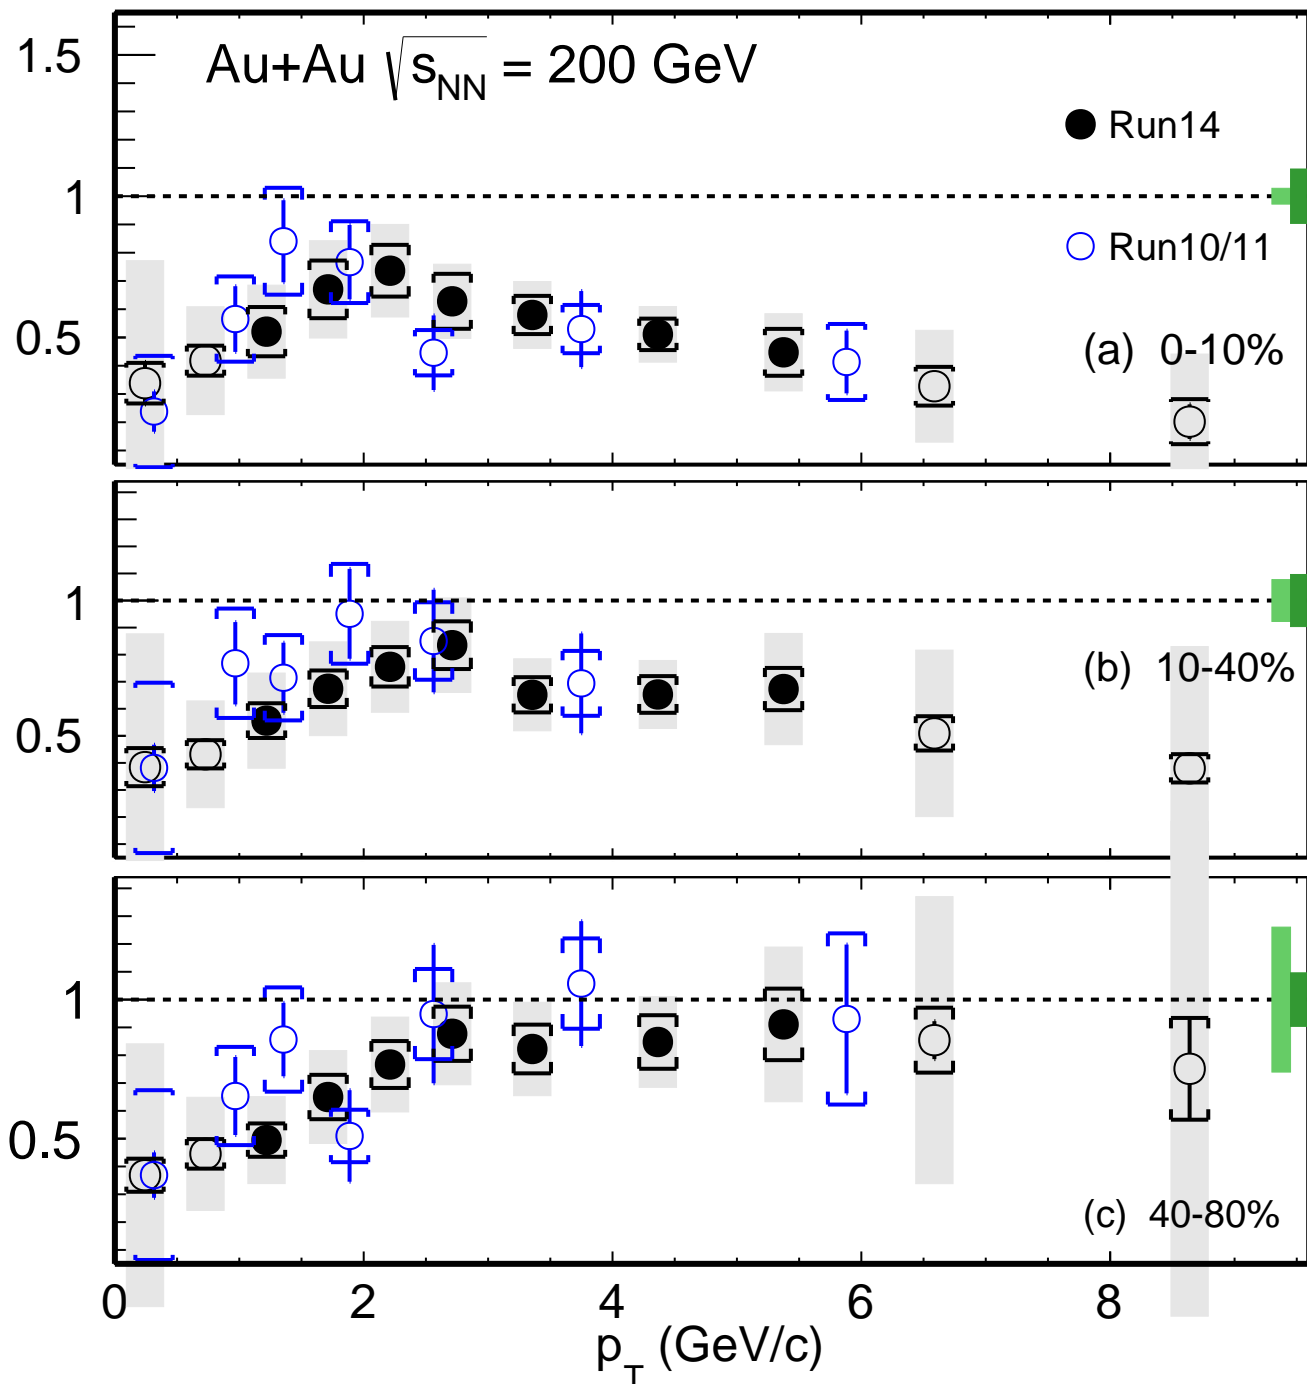 Au+Au √sNN = 200 GeV
1.5
Run14
1
Run10/11
0.5
(a) 0-10%
1
(b) 10-40%
0.5
1
0.5
(c) 40-80%
0 2 4 6 8
pT (GeV/c)